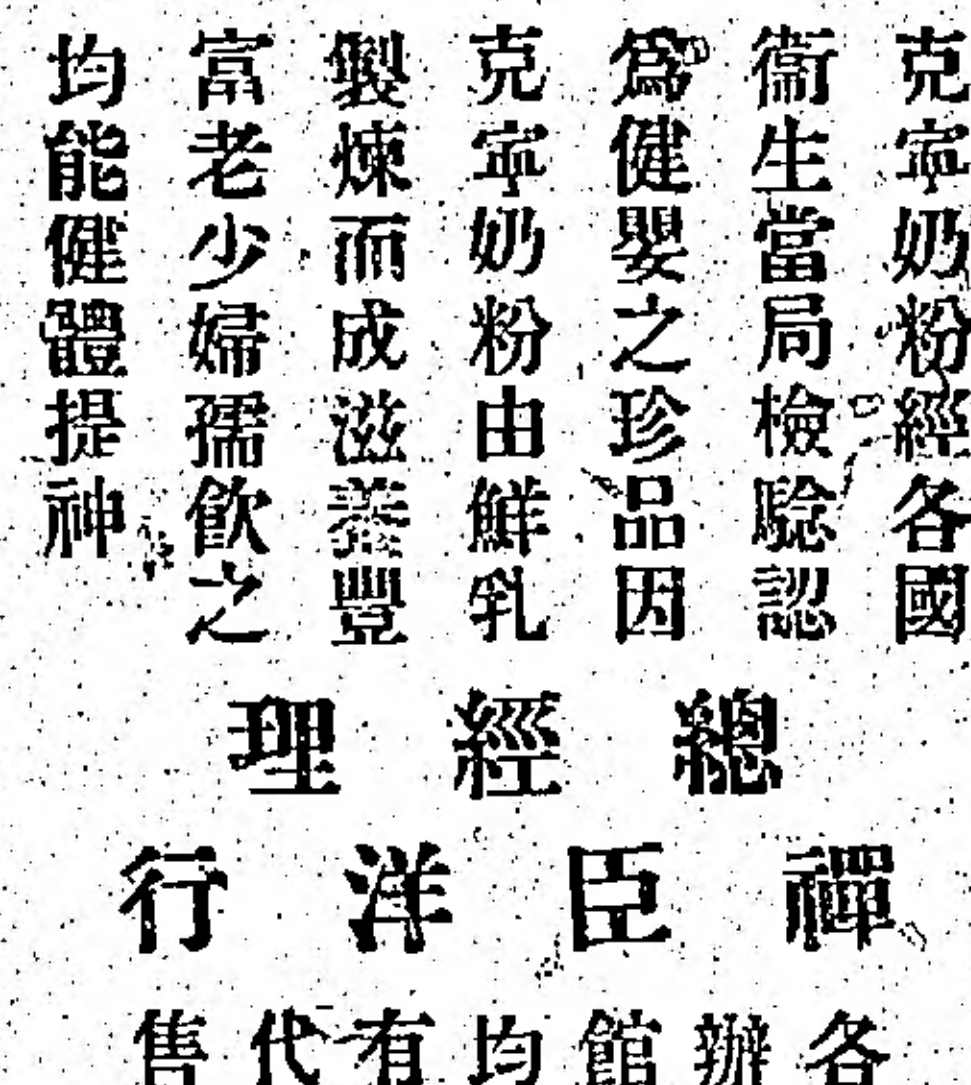 克寧奶粉經各國
衞生當局檢驗認
爲健嬰之珍品因
克寧奶粉由鮮乳
製煉而成滋養豐
富老少婦孺飲之
均能健體提神
總經理
禪臣洋行
各辦館均有代售